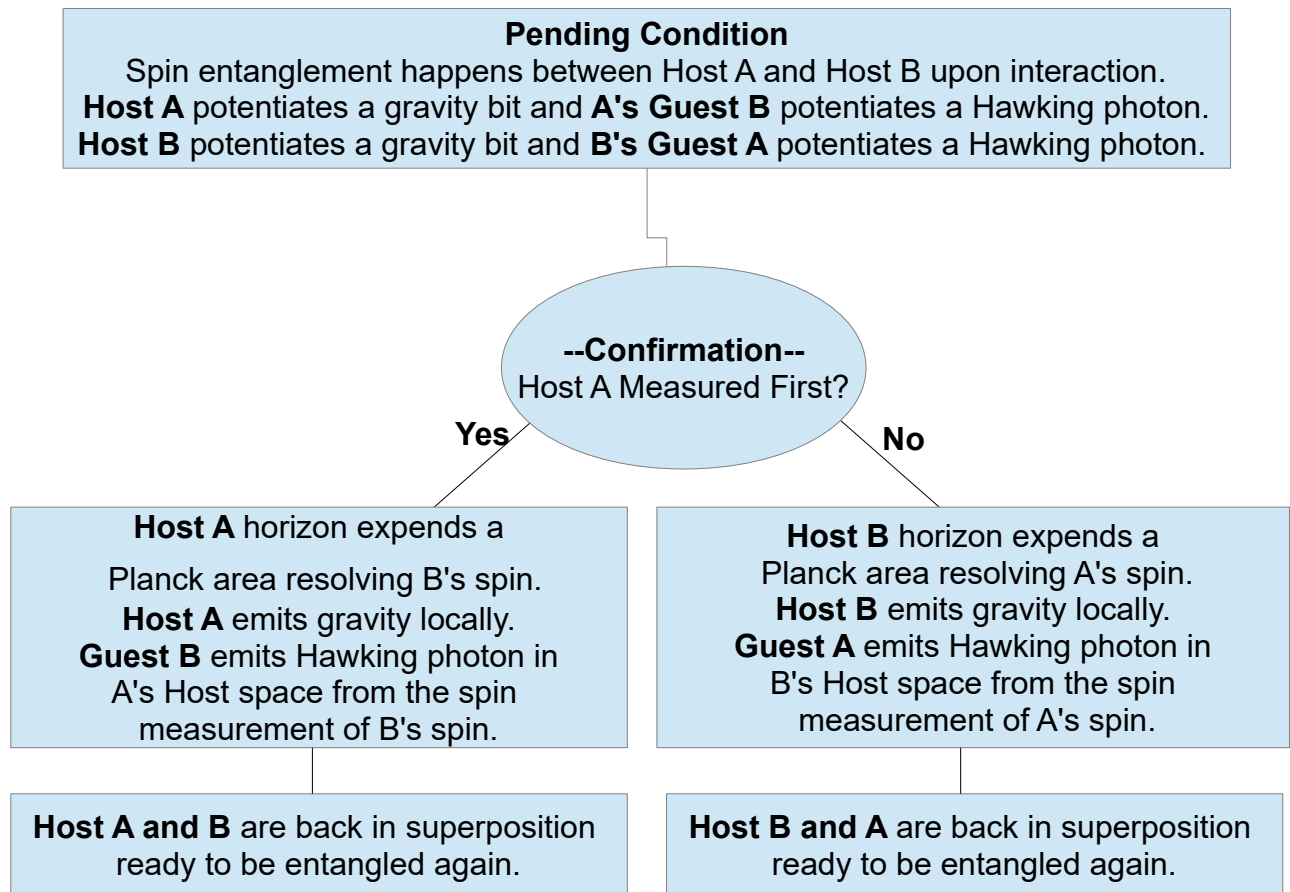 Pending Condition
Spin entanglement happens between Host A and Host B upon interaction.
Host A potentiates a gravity bit and A's Guest B potentiates a Hawking photon.
Host B potentiates a gravity bit and B's Guest A potentiates a Hawking photon.
--Confirmation--
Host A Measured First?
Yes
No
Host A horizon expends a
Planck area resolving B's spin.
Host A emits gravity locally.
Guest B emits Hawking photon in
A's Host space from the spin
measurement of B's spin.
Host B horizon expends a
Planck area resolving A's spin.
Host B emits gravity locally.
Guest A emits Hawking photon in
B's Host space from the spin
measurement of A's spin.
Host A and B are back in superposition
ready to be entangled again.
Host B and A are back in superposition
ready to be entangled again.